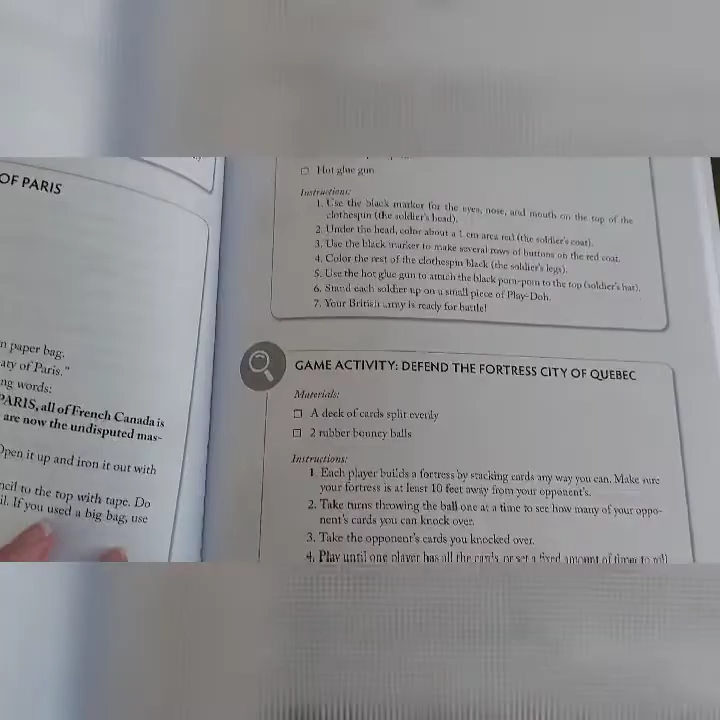 OF PARIS
n paper bag.
aty of Paris."
ng words:
PARIS, all of French Canada is
are now the undisputed mas-
Open it up and iron it out with
ncil to the top with tape. Do
il. If you used a big bag, use
☐ Hot glue gun
Instructions:
1. Use the black marker for the eyes, nose, and mouth on the top of the
clothespin (the soldier's head).
2. Under the head, color about a 1 cm area red (the soldier's coat).
3. Use the black marker to make several rows of buttons on the red coat.
4. Color the rest of the clothespin black (the soldier's legs).
5. Use the hot glue gun to attach the black pom-pom to the top (soldier's hat).
6. Stand each soldier up on a small piece of Play-Doh.
7. Your British army is ready for battle!
GAME ACTIVITY: DEFEND THE FORTRESS CITY OF QUEBEC
Materials:
☐ A deck of cards split evenly
☐ 2 rubber bouncy balls
Instructions:
1. Each player builds a fortress by stacking cards any way you can. Make sure
your fortress is at least 10 feet away from your opponent's.
2. Take turns throwing the ball one at a time to see how many of your oppo-
nent's cards you can knock over.
3. Take the opponent's cards you knocked over.
4. Play until one player has all the cards or set a fixed amount of times to roll